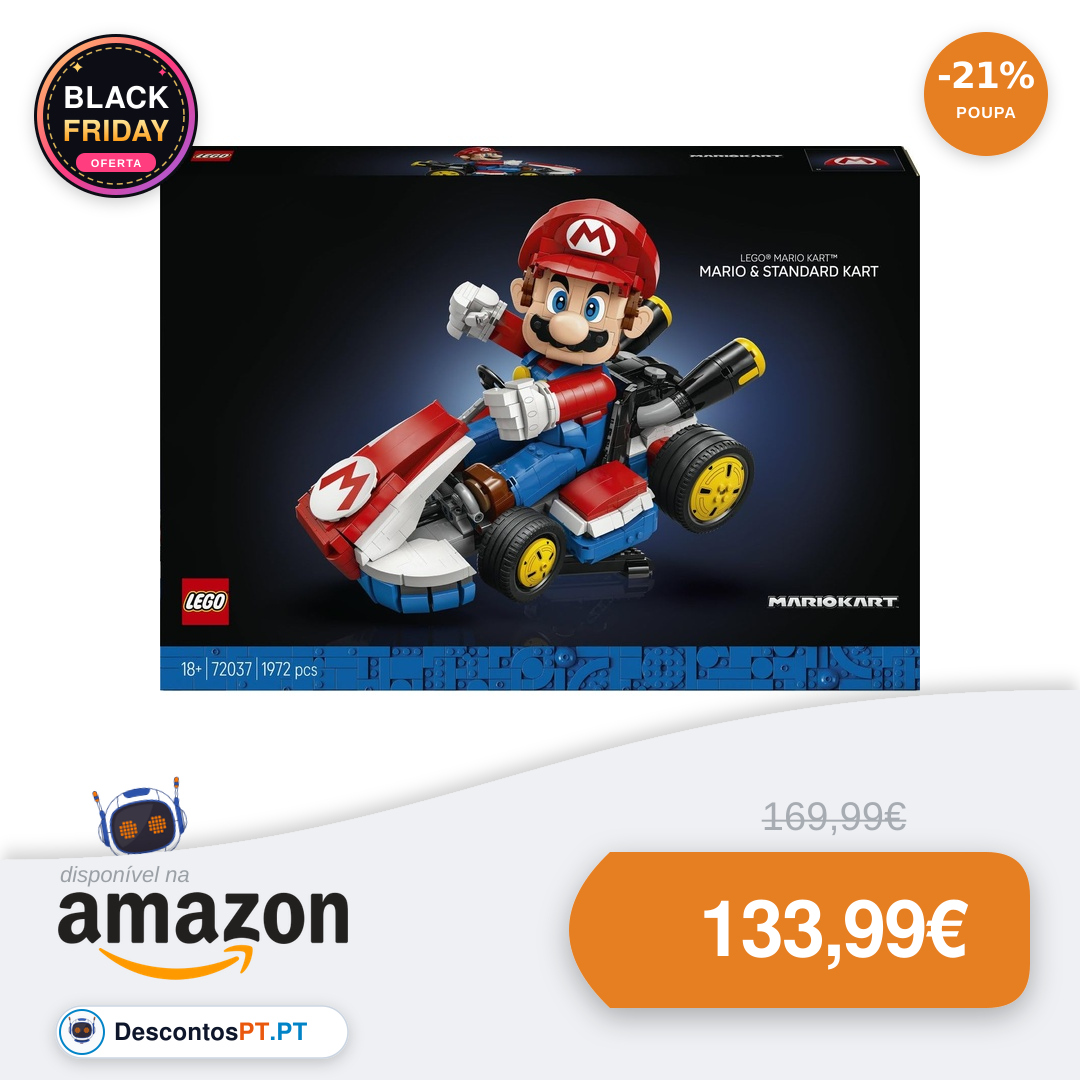 BLACK
FRIDAY
OFERTA
-21%
POUPA
LEGO
MARIOKART
M
M
LEGO® MARIO KART™
MARIO & STANDARD KART
M
LEGO
MARIOKART
18+ | 72037 | 1972 pcs
169,99€
133,99€
disponível na
amazon
DescontosPT.PT